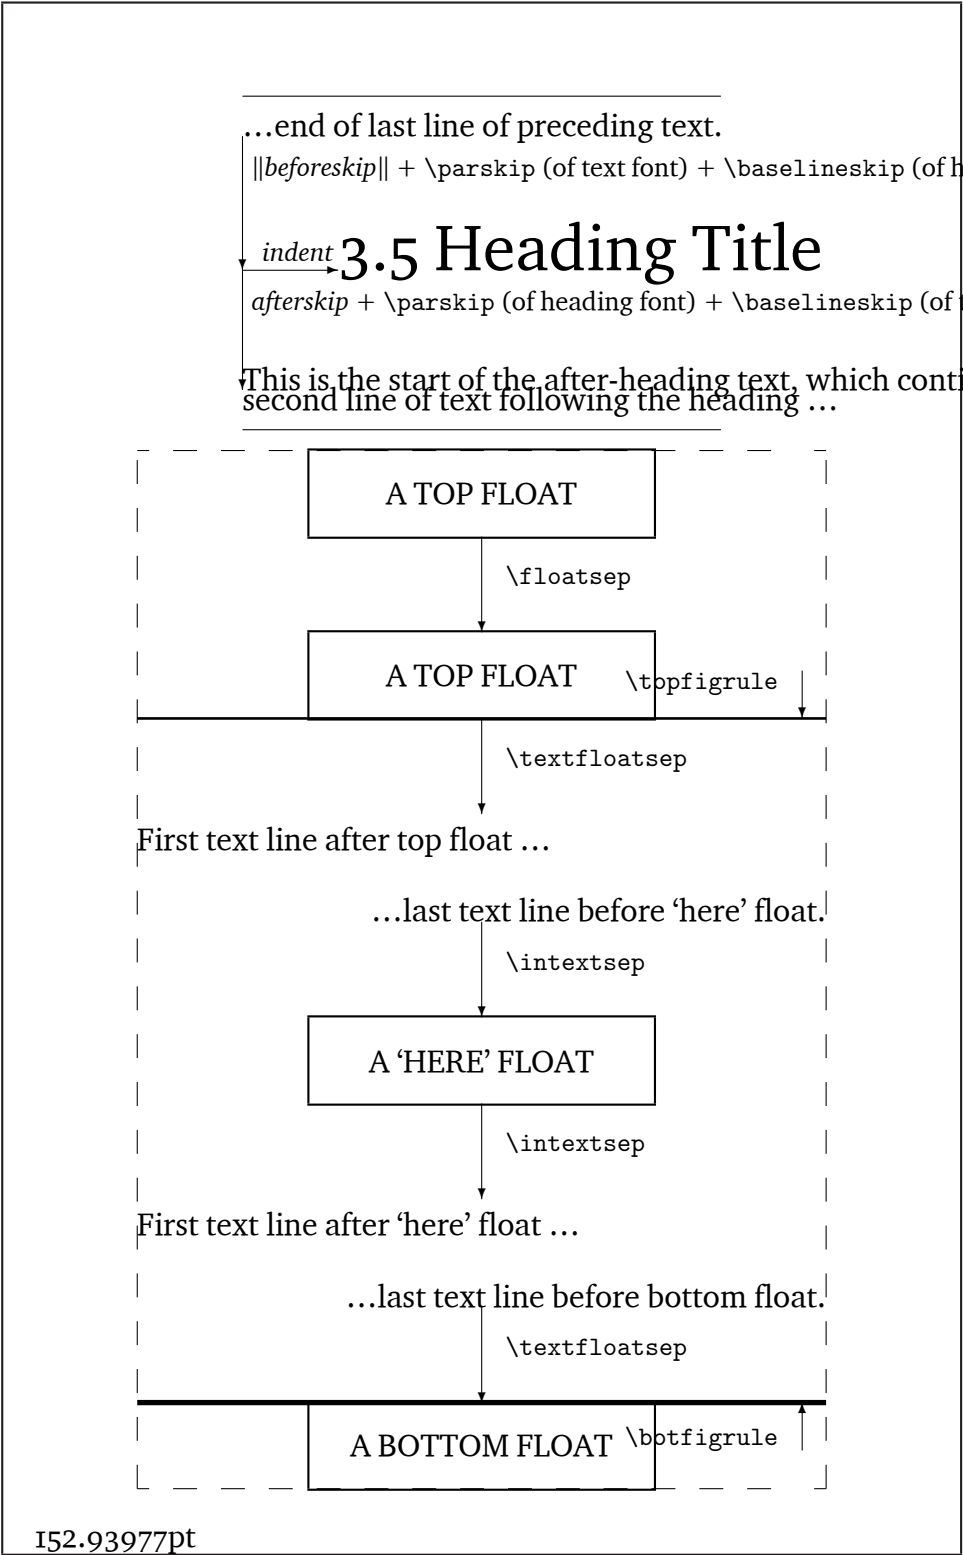 …end of last line of preceding text.
‖beforeskip‖ + \parskip (of text font) + \baselineskip (of
indent 3.5 Heading Title
afterskip + \parskip (of heading font) + \baselineskip (of
This is the start of the after-heading text, which
second line of text following the heading …
A TOP FLOAT
\floatsep
A TOP FLOAT
\topfigrule
\textfloatsep
First text line after top float …
…last text line before ‘here’ float.
\intextsep
A ‘HERE’ FLOAT
\intextsep
First text line after ‘here’ float …
…last text line before bottom float.
\textfloatsep
A BOTTOM FLOAT \botfigrule
152.93977pt